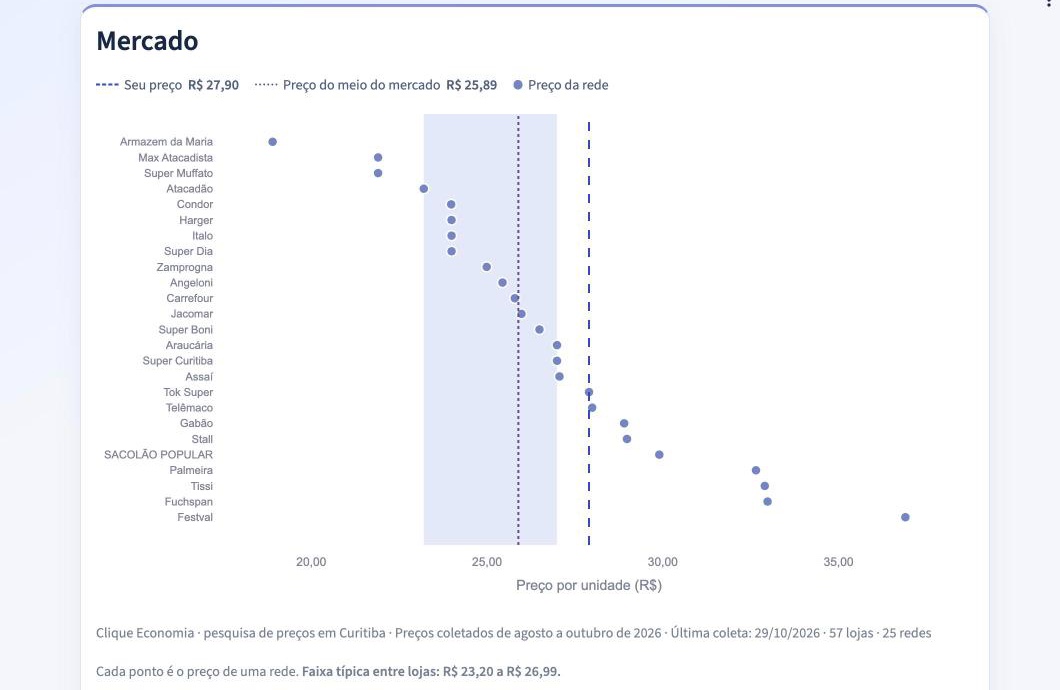 Mercado
Seu preço R$ 27,90 Preço do meio do mercado R$ 25,89 Preço da rede
Armazem da Maria
Max Atacadista
Super Muffato
Atacadão
Condor
Harger
Italo
Super Dia
Zamprogna
Angeloni
Carrefour
Jacomar
Super Boni
Araucária
Super Curitiba
Assaí
Tok Super
Telêmaco
Gabão
Stall
SACOLÃO POPULAR
Palmeira
Tissi
Fuchspan
Festval
20,00 25,00 30,00 35,00
Preço por unidade (R$)
Clique Economia · pesquisa de preços em Curitiba · Preços coletados de agosto a outubro de 2026 · Última coleta: 29/10/2026 · 57 lojas · 25 redes
Cada ponto é o preço de uma rede. Faixa típica entre lojas: R$ 23,20 a R$ 26,99.